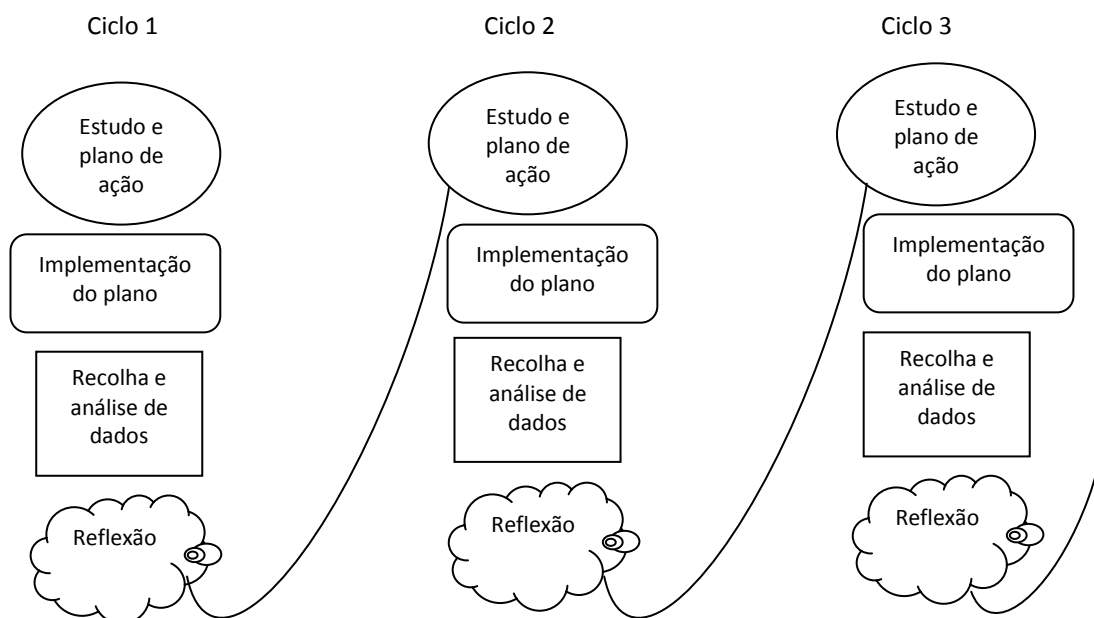 Ciclo 1
Estudo e
plano de
ação
Implementação
do plano
Recolha e
análise de
dados
Reflexão
Ciclo 2
Estudo e
plano de
ação
Implementação
do plano
Recolha e
análise de
dados
Reflexão
Ciclo 3
Estudo e
plano de
ação
Implementação
do plano
Recolha e
análise de
dados
Reflexão